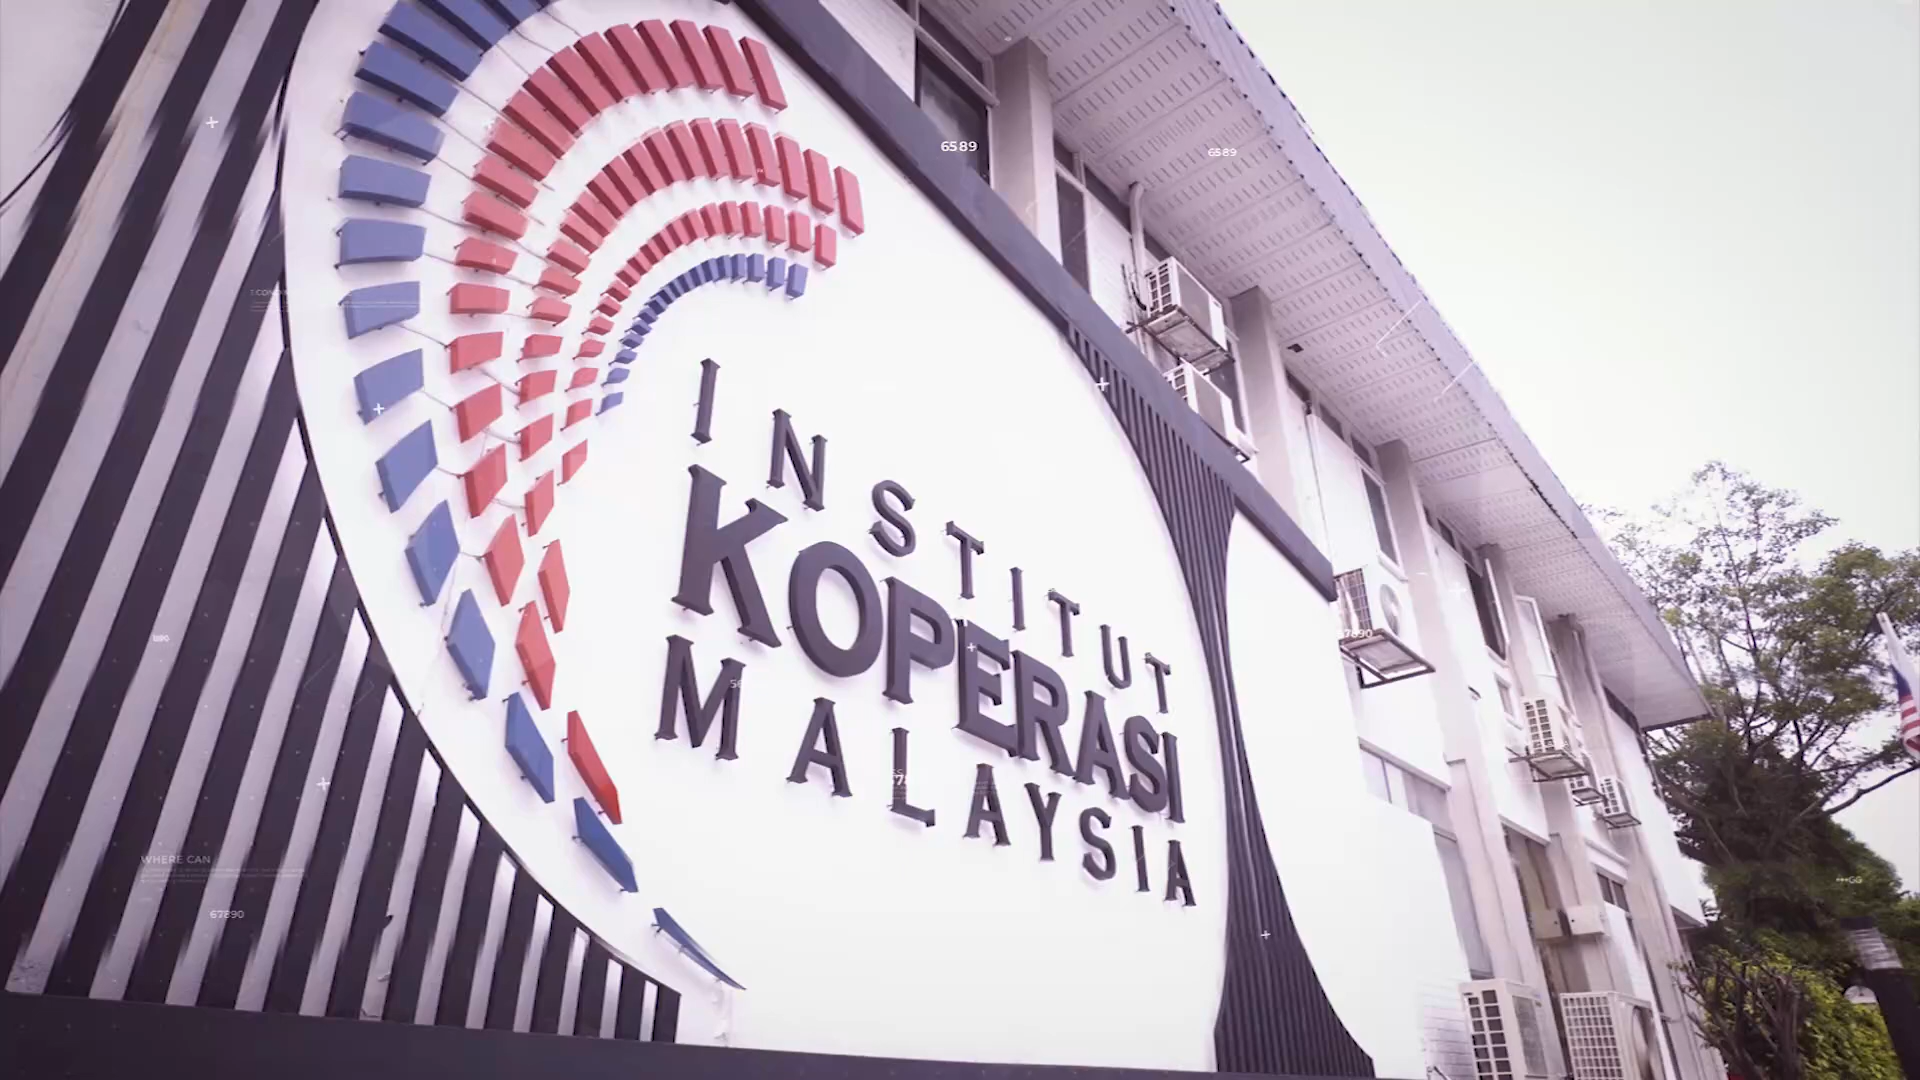 6589
6589
INSTITUT
KOPERASI
MALAYSIA
WHERE CAN
67890